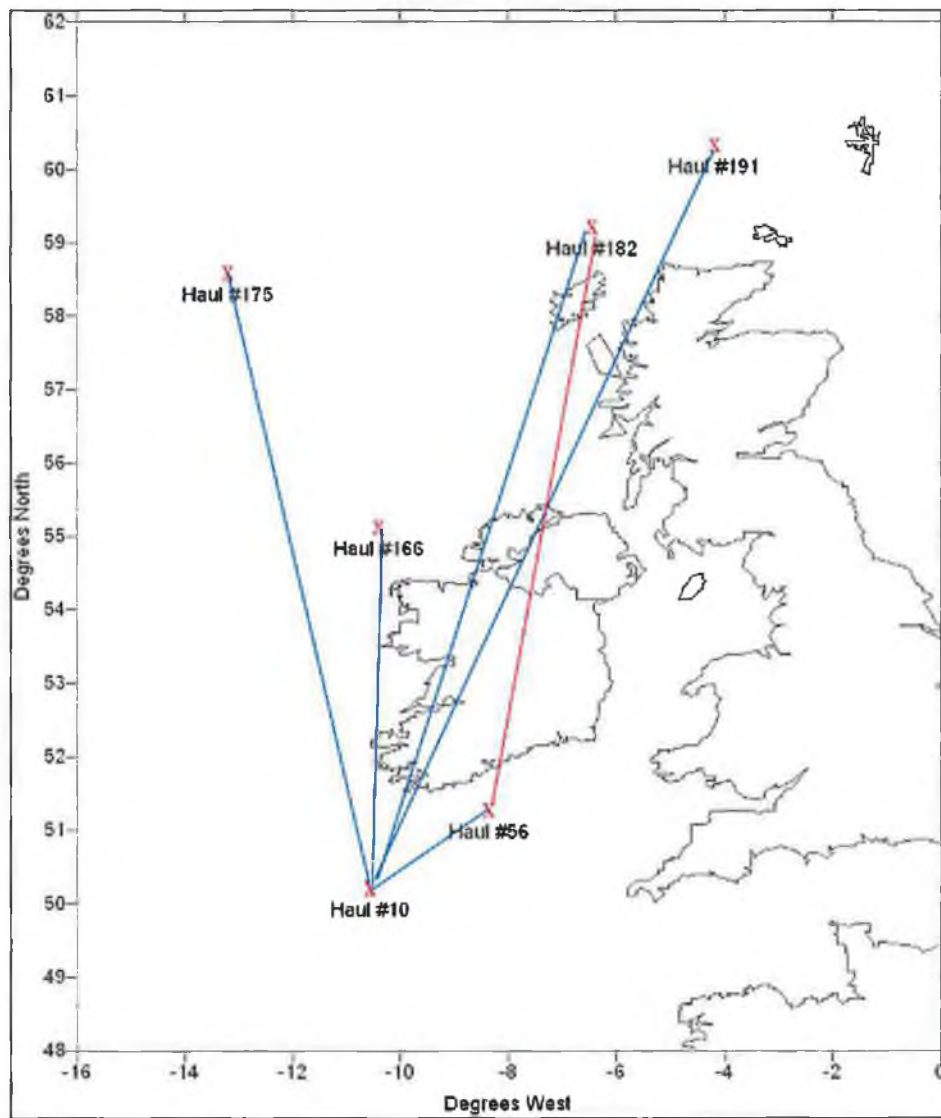 62
61
60
59
58
57
56
55
54
53
52
51
50
49
48
Degrees North
Haul #191
Haul #182
Haul #175
Haul #166
Haul #56
Haul #10
-16 -14 -12 -10 -8 -6 -4 -2 0
Degrees West